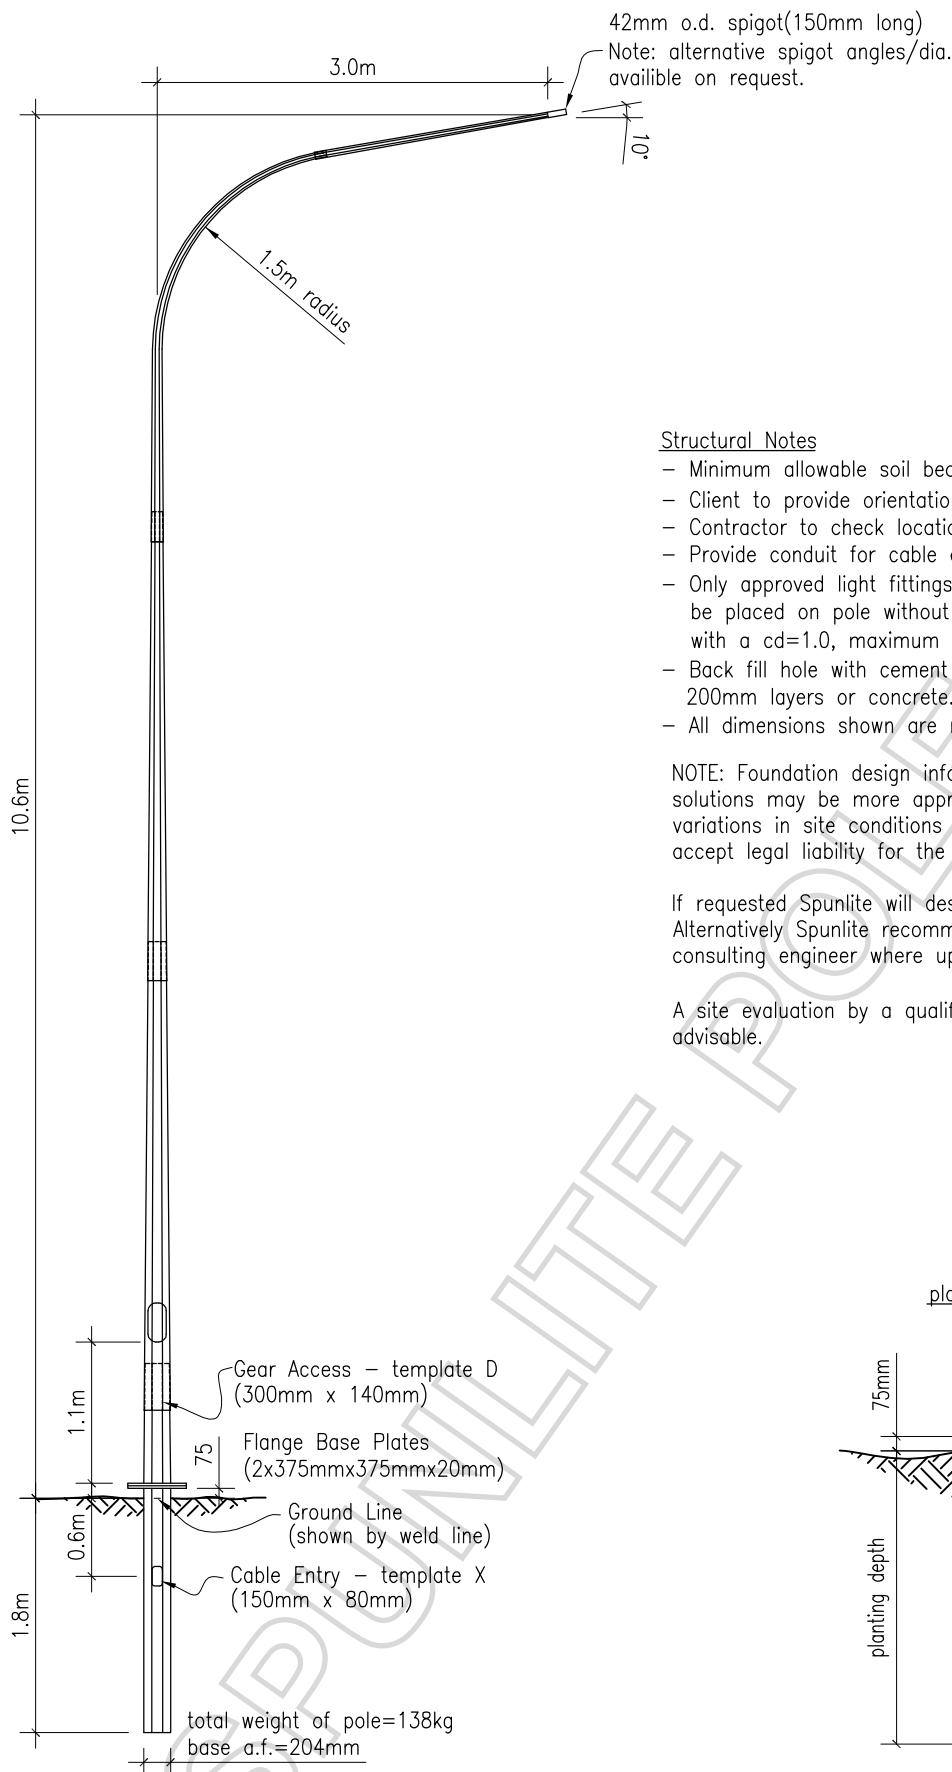 42mm o.d. spigot(150mm long)
Note: alternative spigot angles/dia.
availible on request.
3.0m
10°
1.5m radius
Structural Notes
– Minimum allowable soil bea
– Client to provide orientatio
– Contractor to check locatio
– Provide conduit for cable
– Only approved light fittings
be placed on pole without
with a cd=1.0, maximum
– Back fill hole with cement
200mm layers or concrete.
– All dimensions shown are
NOTE: Foundation design info
solutions may be more appr
variations in site conditions
accept legal liability for the
If requested Spunlite will des
Alternatively Spunlite recomm
consulting engineer where up
A site evaluation by a qualif
advisable.
10.6m
pla
Gear Access – template D
(300mm x 140mm)
1.1m
75
Flange Base Plates
(2x375mmx375mmx20mm)
75mm
Ground Line
(shown by weld line)
0.6m
Cable Entry – template X
(150mm x 80mm)
1.8m
planting depth
total weight of pole=138kg
base a.f.=204mm
SPUNLITE POLE